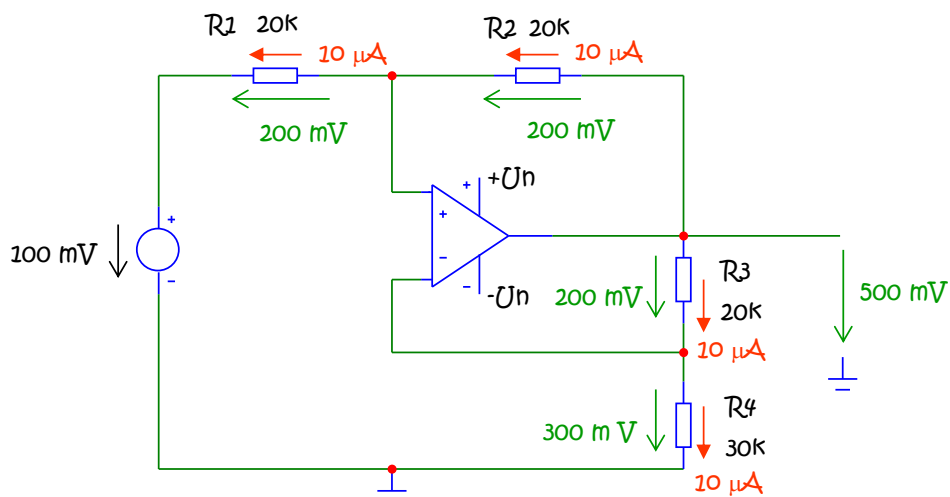 R1 20K
10 μA
200 mV
R2 20K
10 μA
200 mV
+
+Un
+
−
−
-Un
100 mV
+
−
200 mV
R3
20K
10 μA
500 mV
300 mV
R4
30K
10 μA